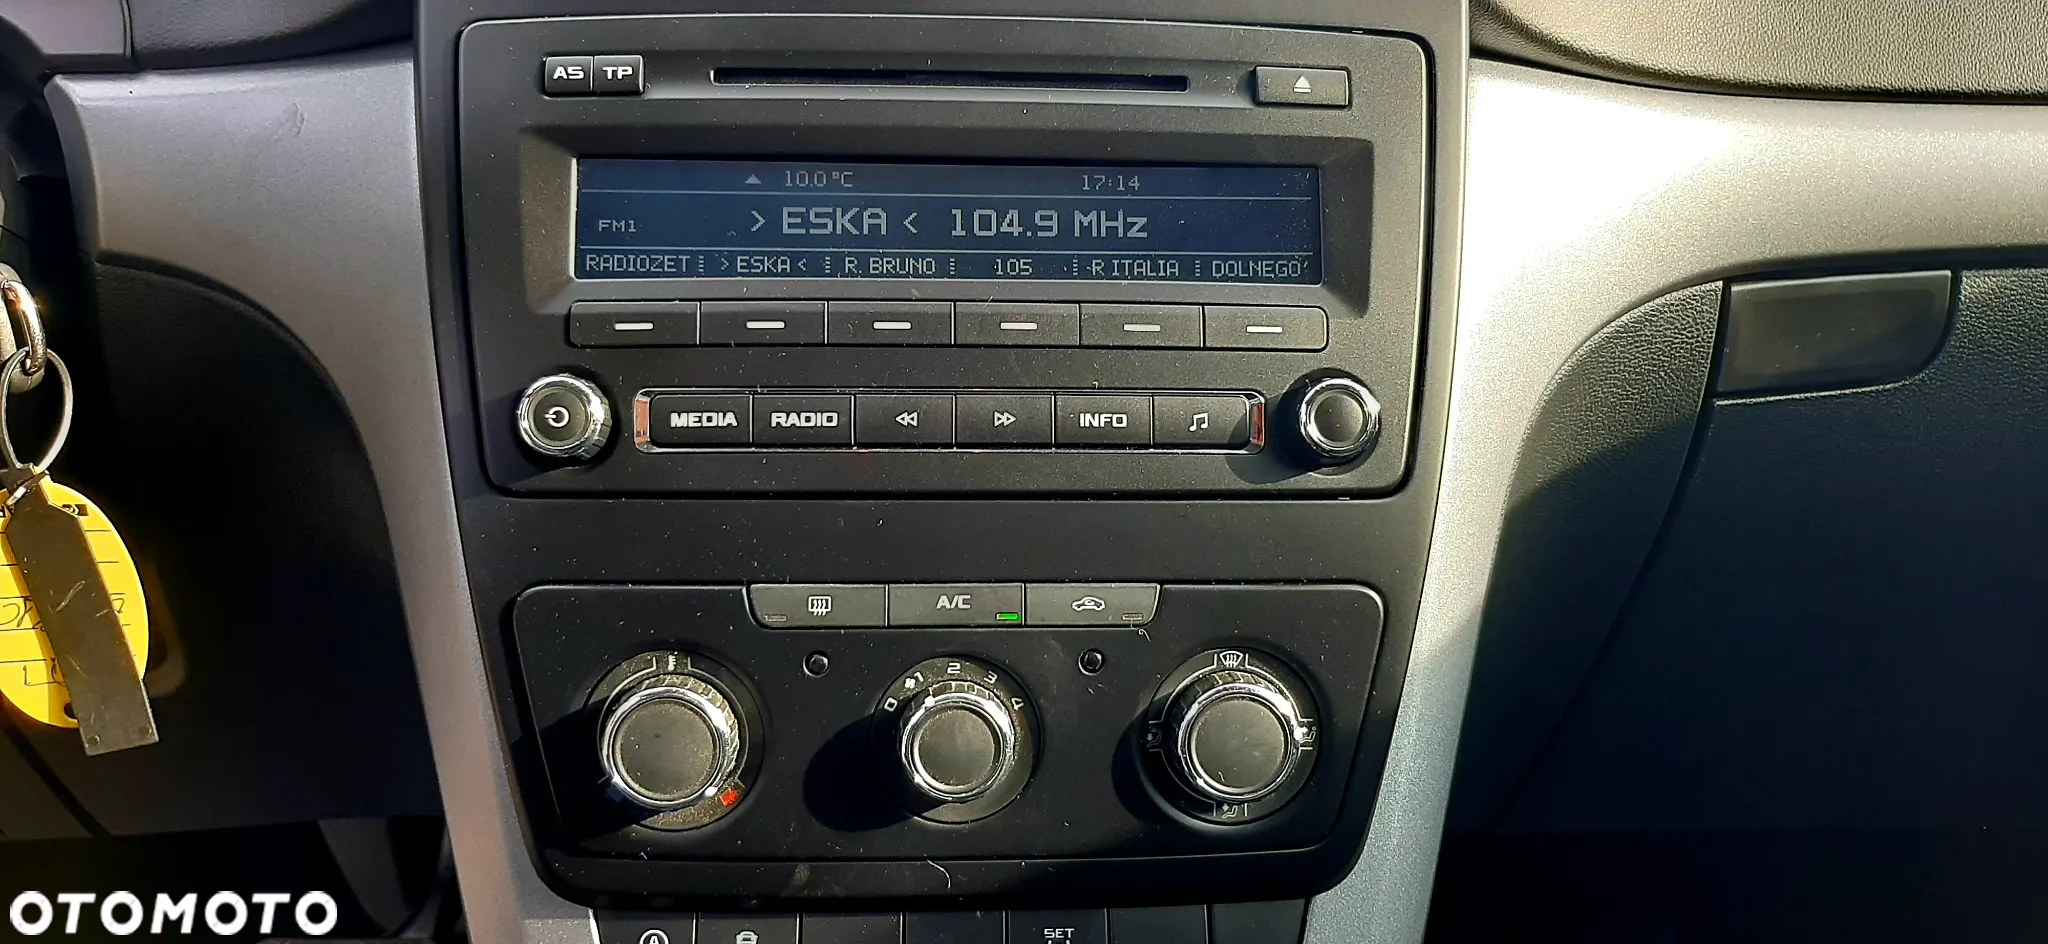 AS TP
10.0°C 17:14
FM1 > ESKA < 104.9 MHz
RADIOZET > ESKA < R. BRUNO 105 R ITALIA DOLNEGO'
MEDIA RADIO INFO
A/C
0 1 2 3 4
A SET
OTOMOTO